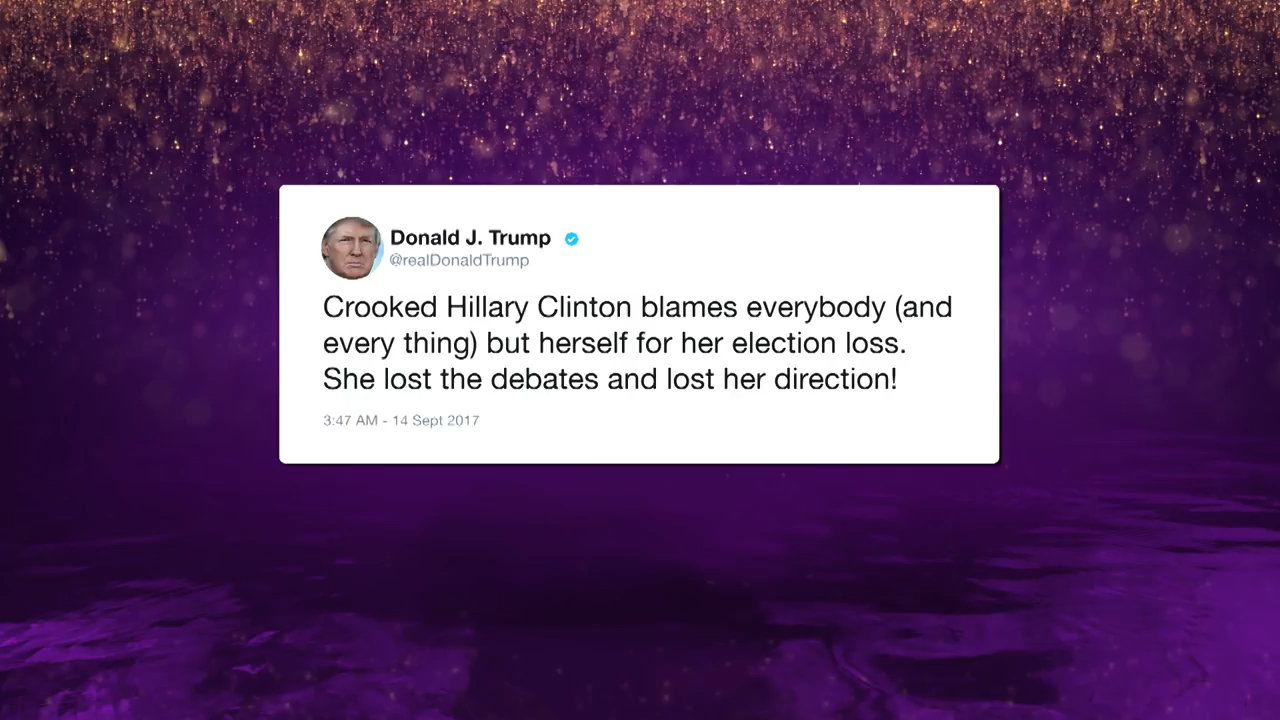 Donald J. Trump
@realDonaldTrump
Crooked Hillary Clinton blames everybody (and
every thing) but herself for her election loss.
She lost the debates and lost her direction!
3:47 AM - 14 Sept 2017